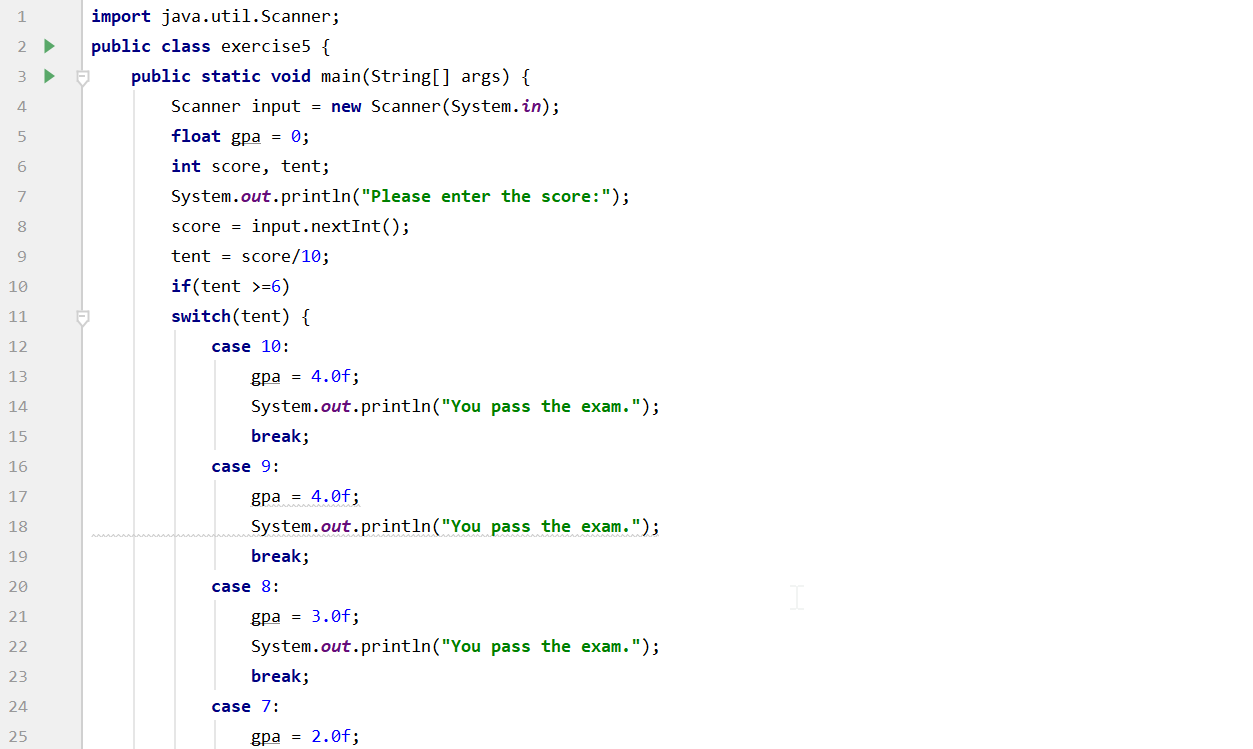 1 import java.util.Scanner;
2 public class exercise5 {
3 public static void main(String[] args) {
4 Scanner input = new Scanner(System.in);
5 float gpa = 0;
6 int score, tent;
7 System.out.println("Please enter the score:");
8 score = input.nextInt();
9 tent = score/10;
10 if(tent >=6)
11 switch(tent) {
12 case 10:
13 gpa = 4.0f;
14 System.out.println("You pass the exam.");
15 break;
16 case 9:
17 gpa = 4.0f;
18 System.out.println("You pass the exam.");
19 break;
20 case 8:
21 gpa = 3.0f;
22 System.out.println("You pass the exam.");
23 break;
24 case 7:
25 gpa = 2.0f;